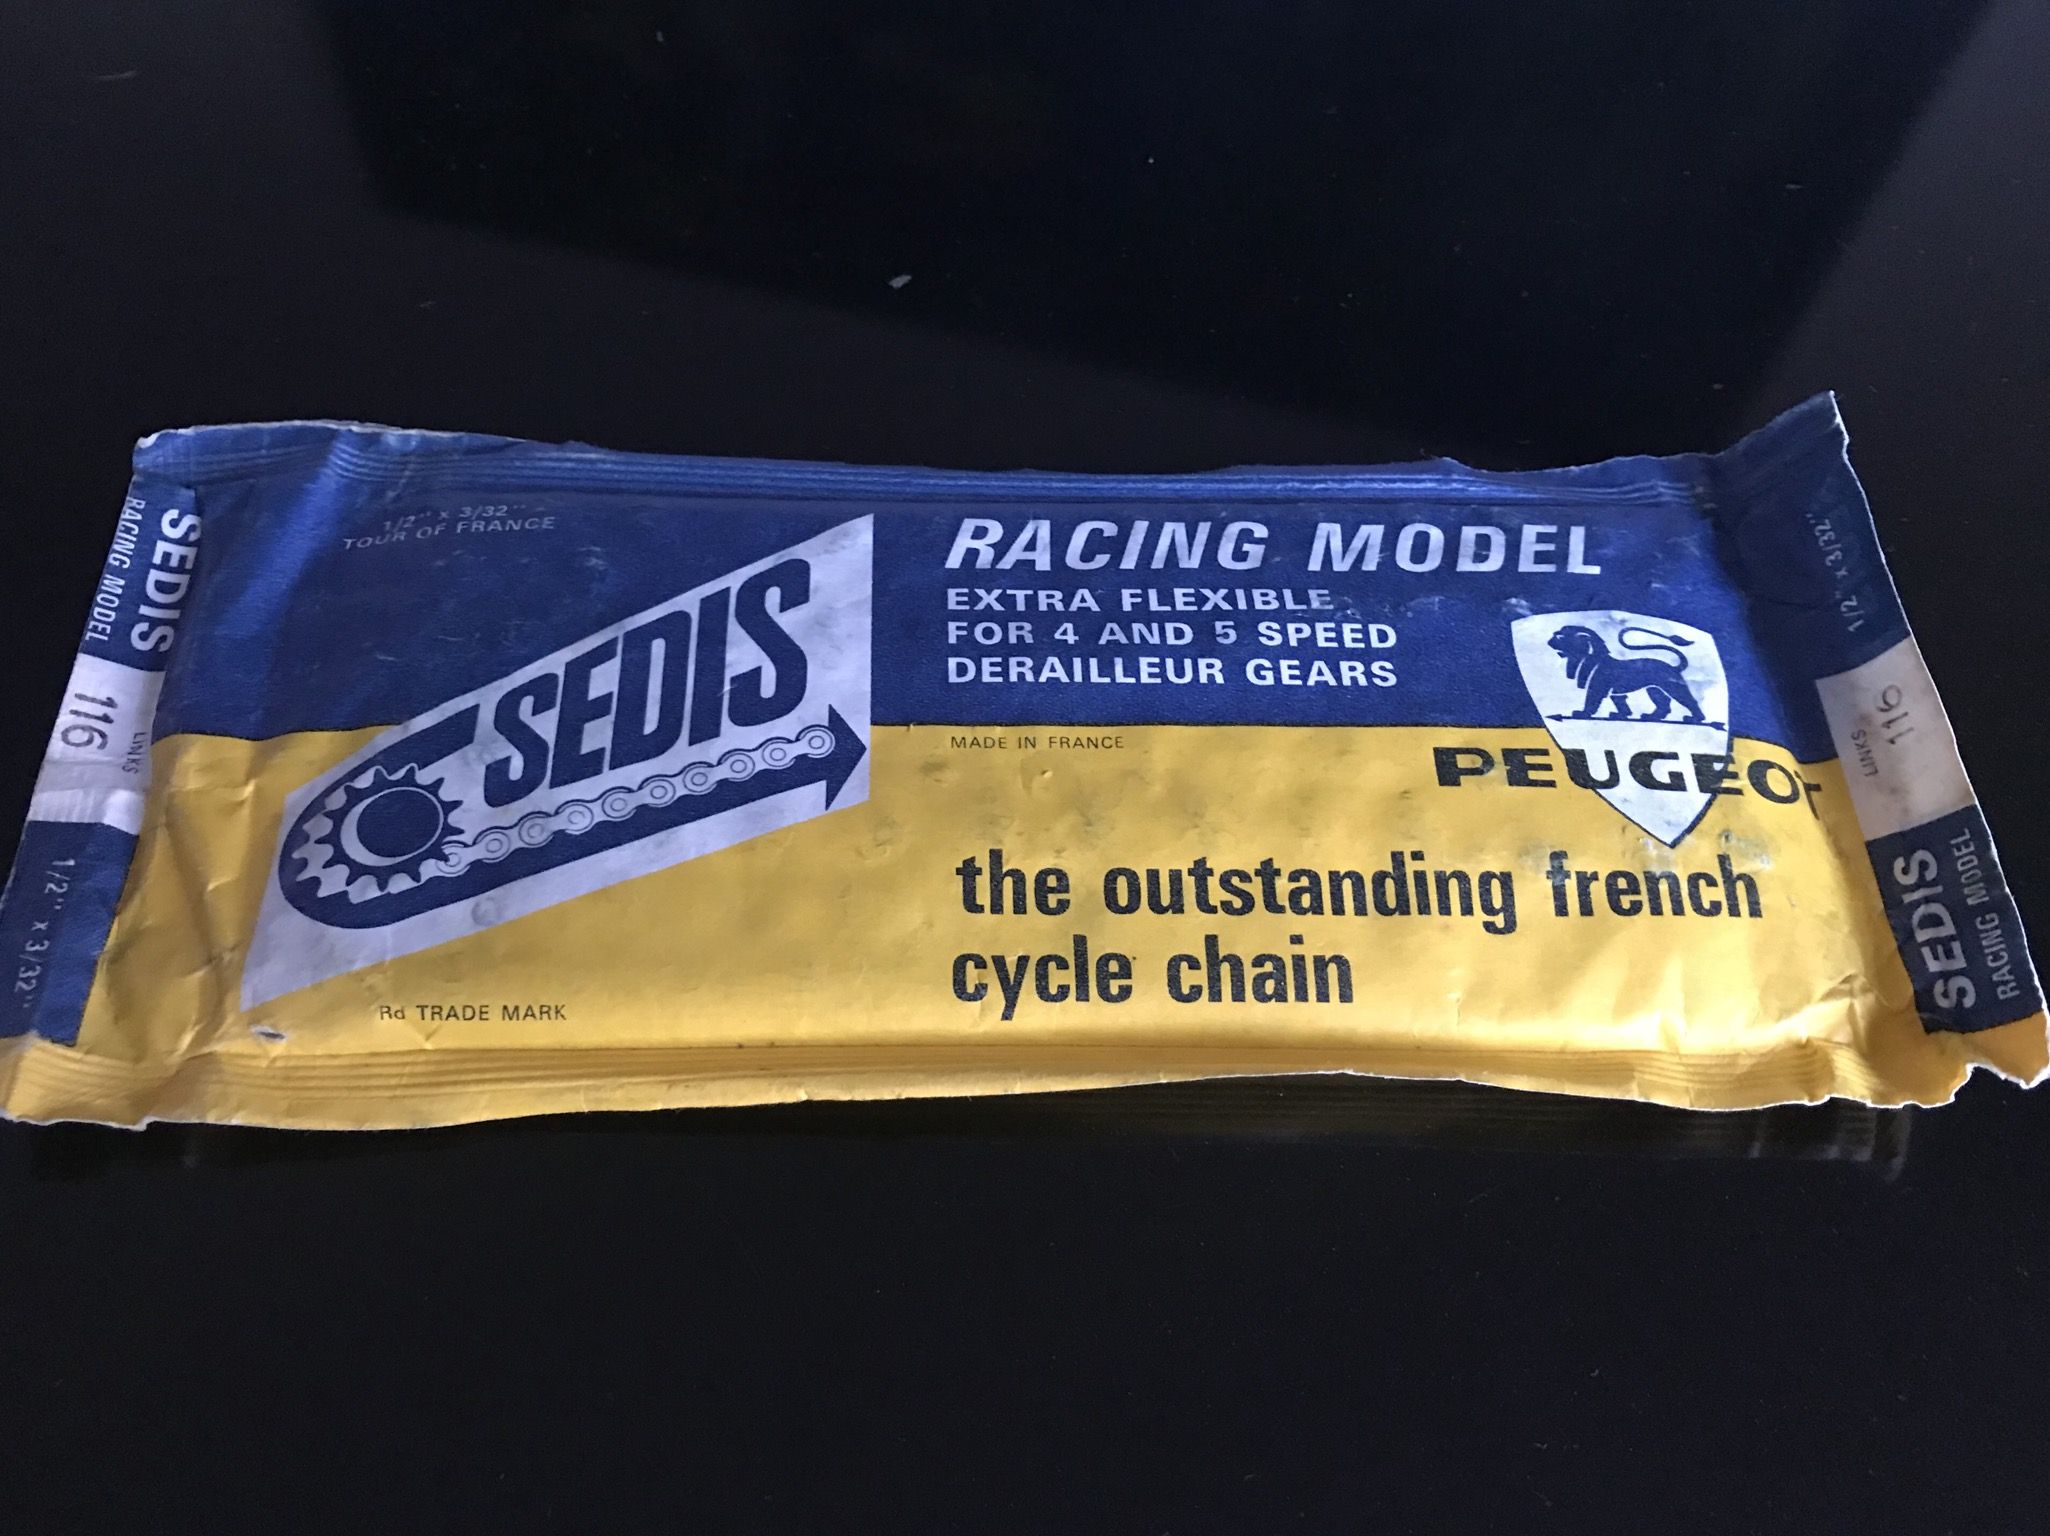 SEDIS
RACING MODEL
116
LINKS
1/2" x 3/32"
1/2" x 3/32"
TOUR OF FRANCE
SEDIS
Rd TRADE MARK
RACING MODEL
EXTRA FLEXIBLE
FOR 4 AND 5 SPEED
DERAILLEUR GEARS
MADE IN FRANCE
PEUGEOT
the outstanding french
cycle chain
1/2" x 3/32"
116
LINKS
SEDIS
RACING MODEL